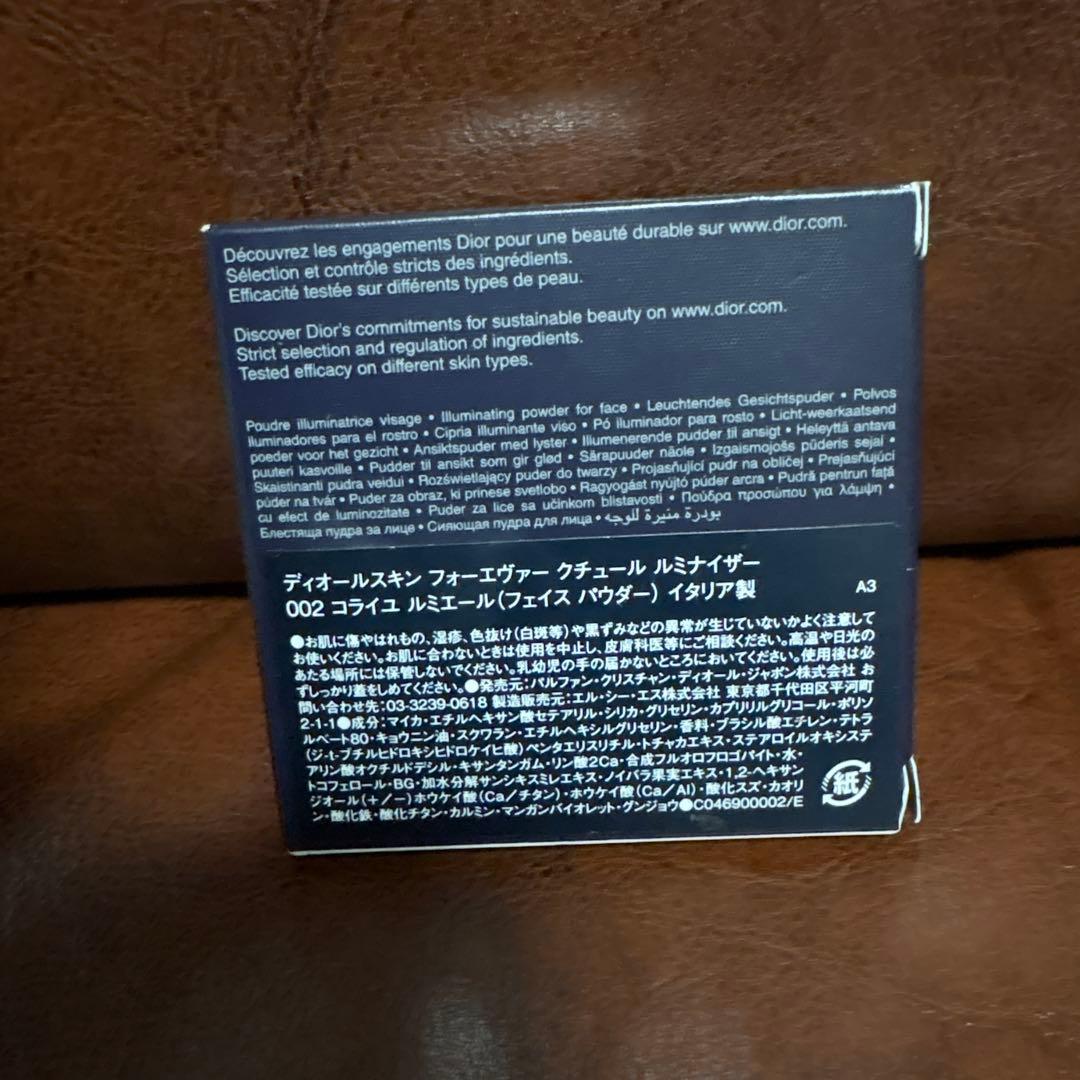 Découvrez les engagements Dior pour une beauté durable sur www.dior.com.
Sélection et contrôle stricts des ingrédients.
Efficacité testée sur différents types de peau.
Discover Dior's commitments for sustainable beauty on www.dior.com.
Strict selection and regulation of ingredients.
Tested efficacy on different skin types.
Poudre illuminatrice visage • Illuminating powder for face • Leuchtendes Gesichtspuder • Polvos
iluminadores para el rostro • Cipria illuminante viso • Pó iluminador para rosto • Licht-weerkaatsend
poeder voor het gezicht • Ansiktspuder med lyster • Illumenerende pudder til ansigt • Heleyttä antava
puuteri kasvoille • Pudder til ansikt som gir glød • Särapuuder näole • Izgaismojošs pūderis sejai •
Skaistinanti pudra veidui • Rozświetlający puder do twarzy • Projasňující pudr na obličej • Prejasňujúci
púder na tvár • Puder za obraz, ki prinese svetlobo • Ragyogást nyújtó púder arcra • Pudră pentrun față
cu efect de luminozitate • Puder za lice sa učinkom blistavosti • Πούδρα προσώπου για λάμψη •
Блестяща пудра за лице • Сияющая пудра для лица • بودرة منيرة للوجه
ディオールスキン フォーエヴァー クチュール ルミナイザー
002 コライユ ルミエール(フェイス パウダー) イタリア製 A3
●お肌に傷やはれもの、湿疹、色抜け(白斑等)や黒ずみなどの異常が生じていないかよく注意して
お使いください。お肌に合わないときは使用を中止し、皮膚科医等にご相談ください。高温や日光の
あたる場所には保管しないでください。乳幼児の手の届かないところにおいてください。使用後は必
ずしっかり蓋をしめてください。●発売元:パルファン・クリスチャン・ディオール・ジャポン株式会社 お
問い合わせ先:03-3239-0618 製造販売元:エル・シー・エス株式会社 東京都千代田区平河町
2-1-1●成分:マイカ・エチルヘキサン酸セテアリル・シリカ・グリセリン・カプリリルグリコール・ポリソ
ルベート80・キョウニン油・スクワラン・エチルヘキシルグリセリン・香料・ブラシル酸エチレン・テトラ
(ジ-t-ブチルヒドロキシヒドロケイヒ酸)ペンタエリスリチル・トチャカエキス・ステアロイルオキシステ
アリン酸オクチルドデシル・キサンタンガム・リン酸2Ca・合成フルオロフロゴパイト・水・
トコフェロール・BG・加水分解サンシキスミレエキス・ノイバラ果実エキス・1,2-ヘキサン
ジオール(+/-)ホウケイ酸(Ca/チタン)・ホウケイ酸(Ca/Al)・酸化スズ・カオリ
ン・酸化鉄・酸化チタン・カルミン・マンガンバイオレット・グンジョウ●C046900002/E
紙